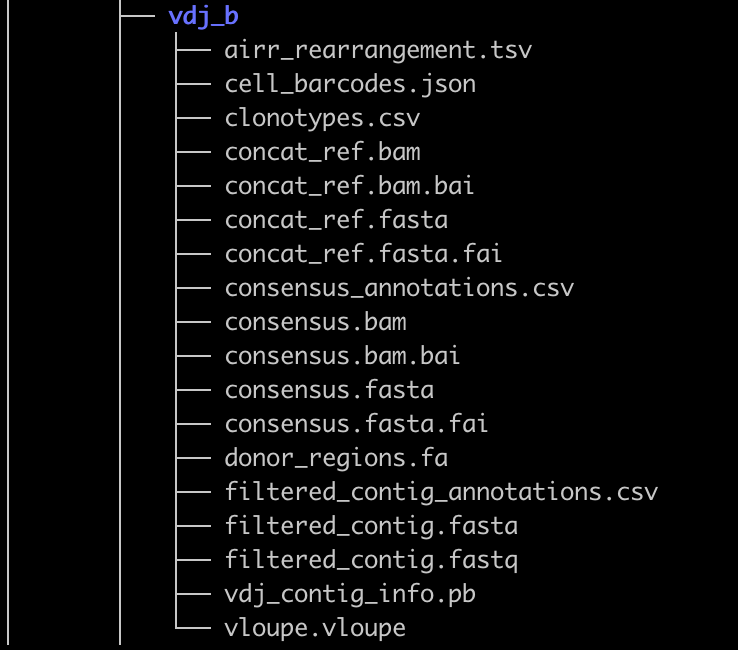 vdj_b
airr_rearrangement.tsv
cell_barcodes.json
clonotypes.csv
concat_ref.bam
concat_ref.bam.bai
concat_ref.fasta
concat_ref.fasta.fai
consensus_annotations.csv
consensus.bam
consensus.bam.bai
consensus.fasta
consensus.fasta.fai
donor_regions.fa
filtered_contig_annotations.csv
filtered_contig.fasta
filtered_contig.fastq
vdj_contig_info.pb
vloupe.vloupe